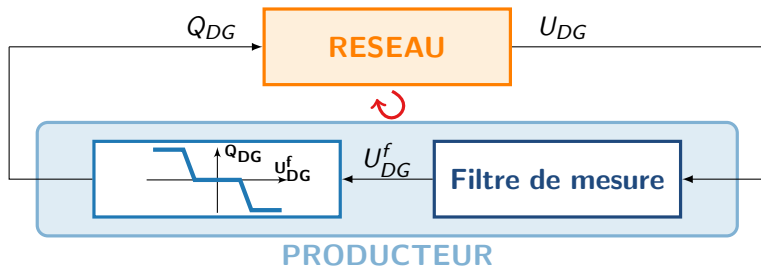 Q_DG
RESEAU
U_DG
Q_DG
U^f_DG
U^f_DG
Filtre de mesure
PRODUCTEUR